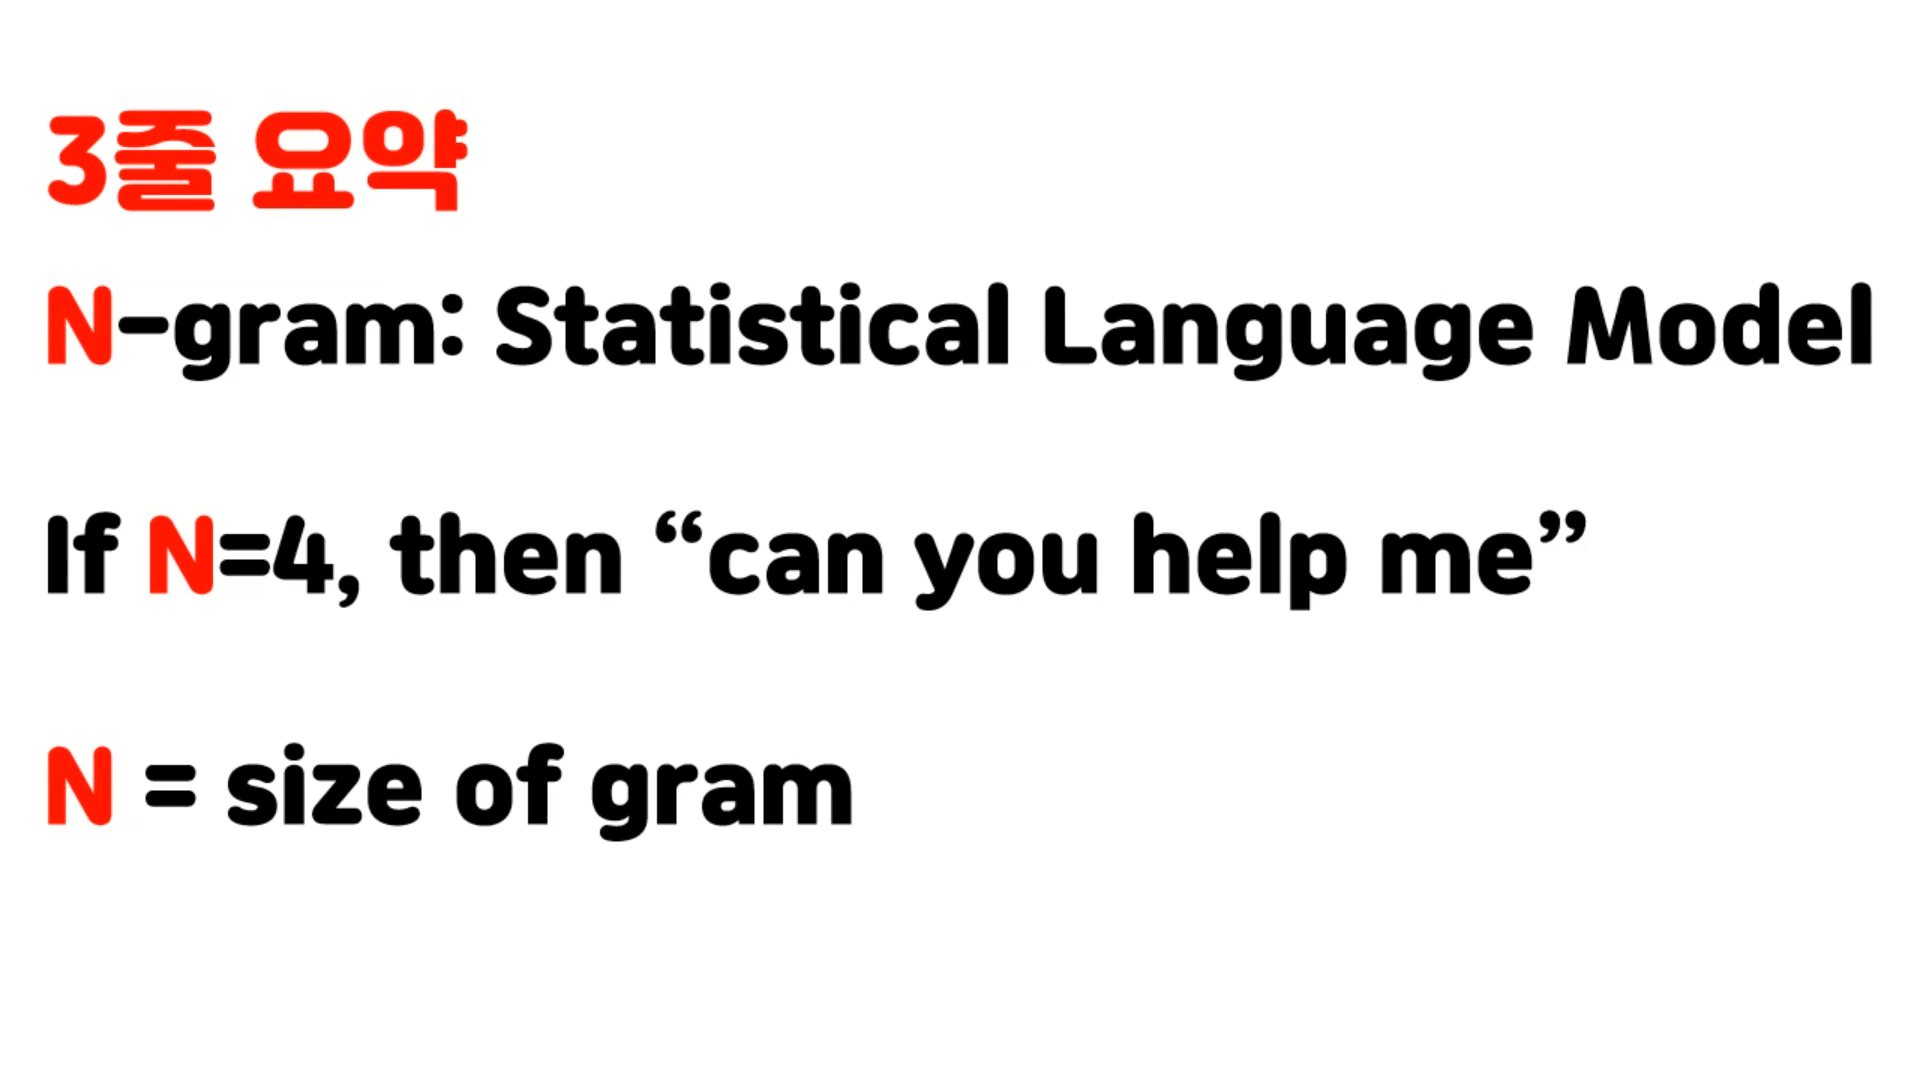 3줄 요약
N-gram: Statistical Language Model
If N=4, then “can you help me”
N = size of gram